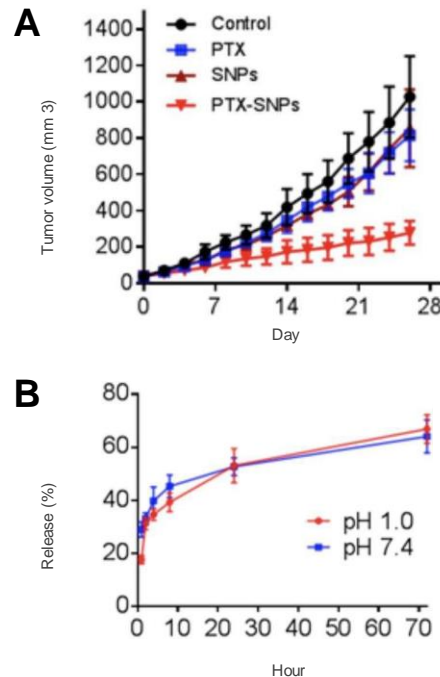 A
1400
1200
1000
800
600
400
200
0
Tumor volume (mm 3)
Control
PTX
SNPs
PTX-SNPs
0 7 14 21 28
Day
B
80
60
40
20
0
Release (%)
pH 1.0
pH 7.4
0 10 20 30 40 50 60 70
Hour